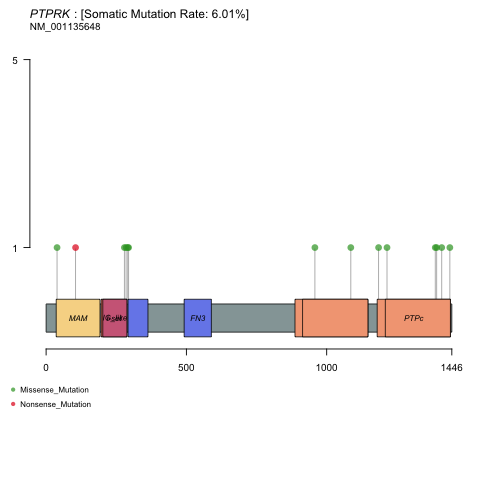 PTPRK : [Somatic Mutation Rate: 6.01%]
NM_001135648
5
1
MAM
FN3
PTPc
0
500
1000
1446
Missense_Mutation
Nonsense_Mutation